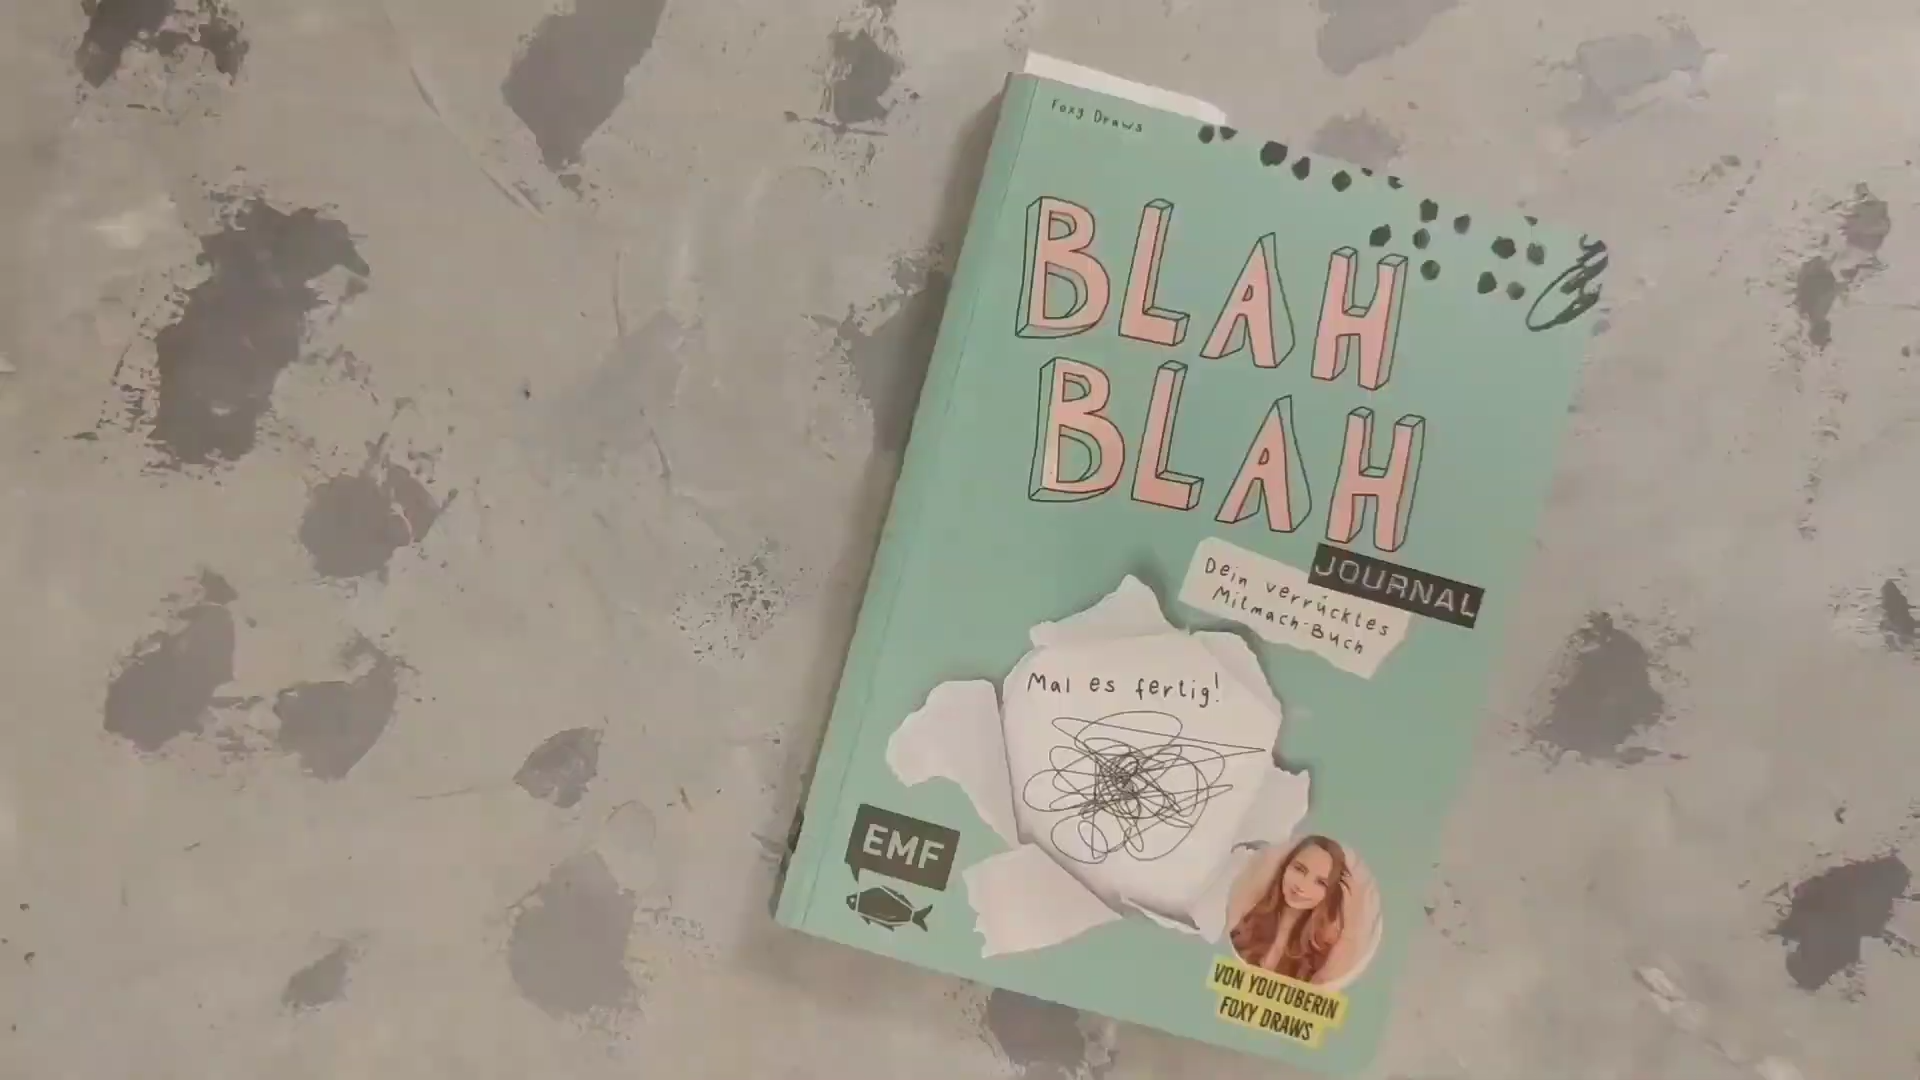 Foxy Draws
BLAH
BLAH
JOURNAL
Dein verrücktes
Mitmach-Buch
Mal es fertig!
EMF
VON YOUTUBERIN
FOXY DRAWS